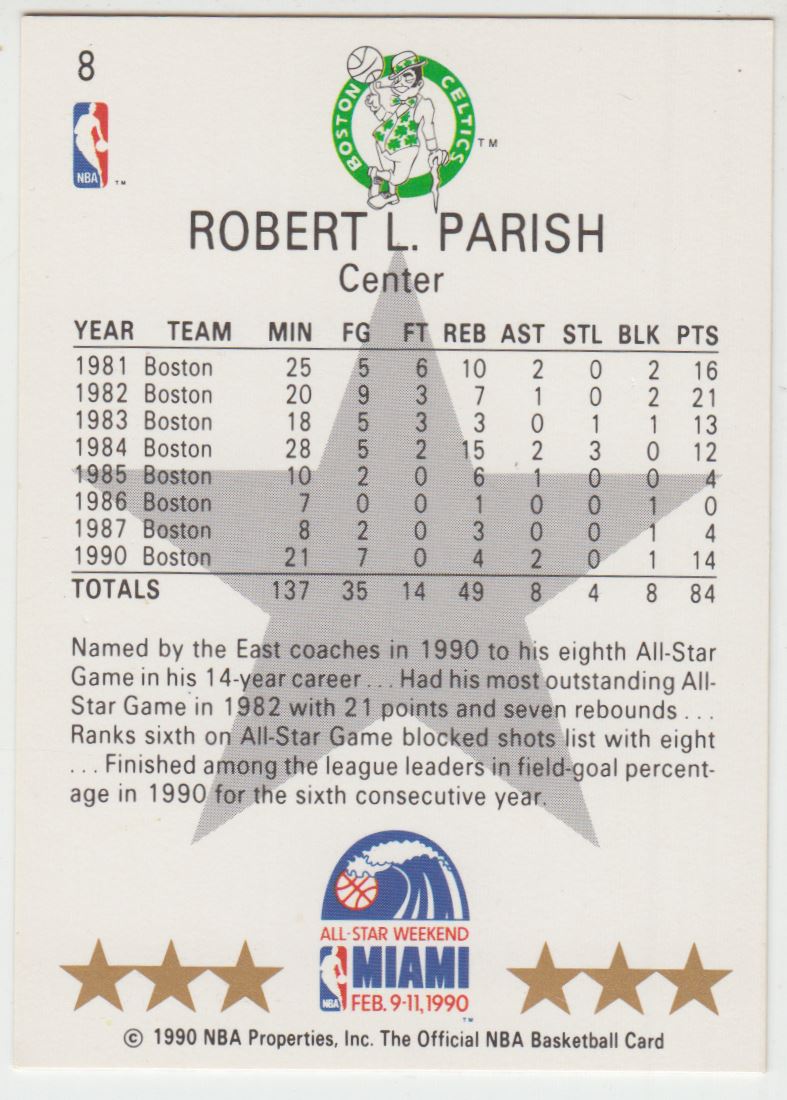 8
BOSTON CELTICS TM
NBA TM
ROBERT L. PARISH
Center
YEAR TEAM MIN FG FT REB AST STL BLK PTS
1981 Boston 25 5 6 10 2 0 2 16
1982 Boston 20 9 3 7 1 0 2 21
1983 Boston 18 5 3 3 0 1 1 13
1984 Boston 28 5 2 15 2 3 0 12
1985 Boston 10 2 0 6 1 0 0 4
1986 Boston 7 0 0 1 0 0 1 0
1987 Boston 8 2 0 3 0 0 1 4
1990 Boston 21 7 0 4 2 0 1 14
TOTALS 137 35 14 49 8 4 8 84
Named by the East coaches in 1990 to his eighth All-Star
Game in his 14-year career . . . Had his most outstanding All-
Star Game in 1982 with 21 points and seven rebounds . . .
Ranks sixth on All-Star Game blocked shots list with eight
. . . Finished among the league leaders in field-goal percent-
age in 1990 for the sixth consecutive year.
ALL-STAR WEEKEND
MIAMI
NBA FEB. 9-11, 1990
TM
© 1990 NBA Properties, Inc. The Official NBA Basketball Card